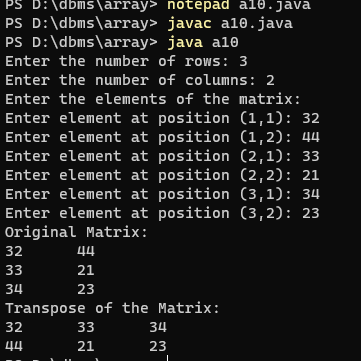 PS D:\dbms\array> notepad a10.java
PS D:\dbms\array> javac a10.java
PS D:\dbms\array> java a10
Enter the number of rows: 3
Enter the number of columns: 2
Enter the elements of the matrix:
Enter element at position (1,1): 32
Enter element at position (1,2): 44
Enter element at position (2,1): 33
Enter element at position (2,2): 21
Enter element at position (3,1): 34
Enter element at position (3,2): 23
Original Matrix:
32 44
33 21
34 23
Transpose of the Matrix:
32 33 34
44 21 23